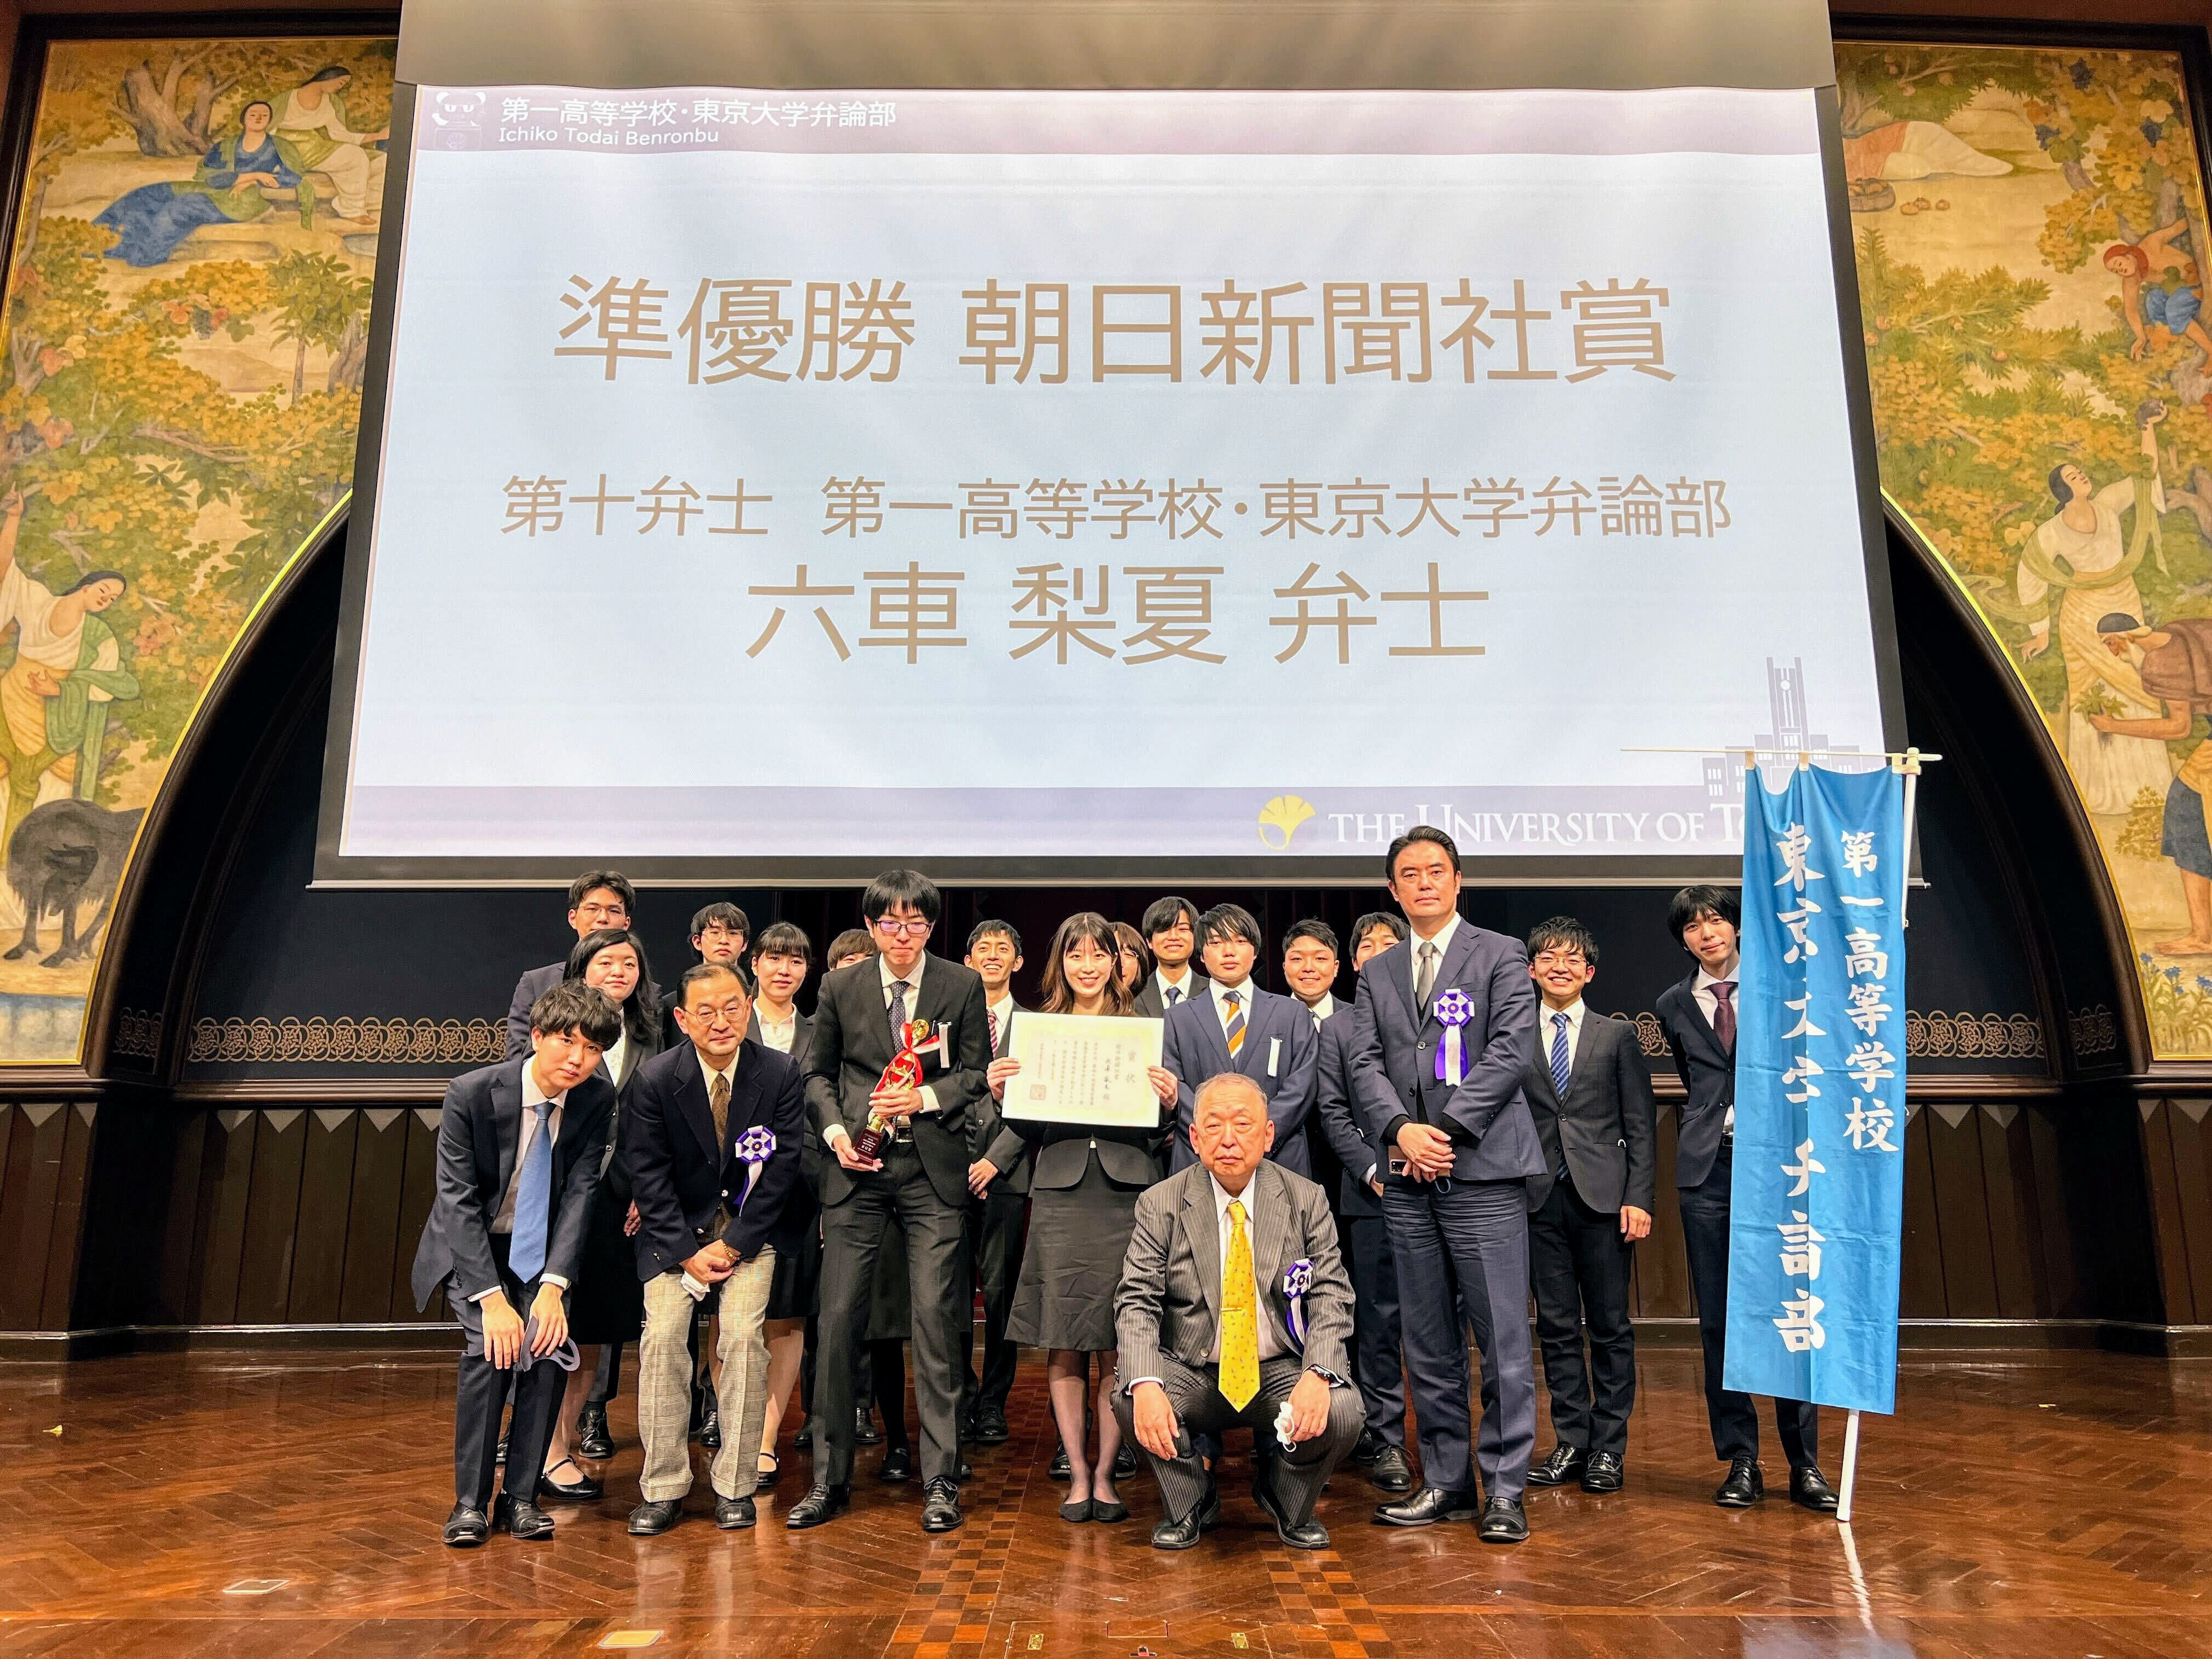 第一高等学校・東京大学弁論部
Ichiko Todai Benronbu
準優勝 朝日新聞社賞
第十弁士 第一高等学校・東京大学弁論部
六車 梨夏 弁士
THE UNIVERSITY OF
第一高等学校
東京大学弁論部
賞状